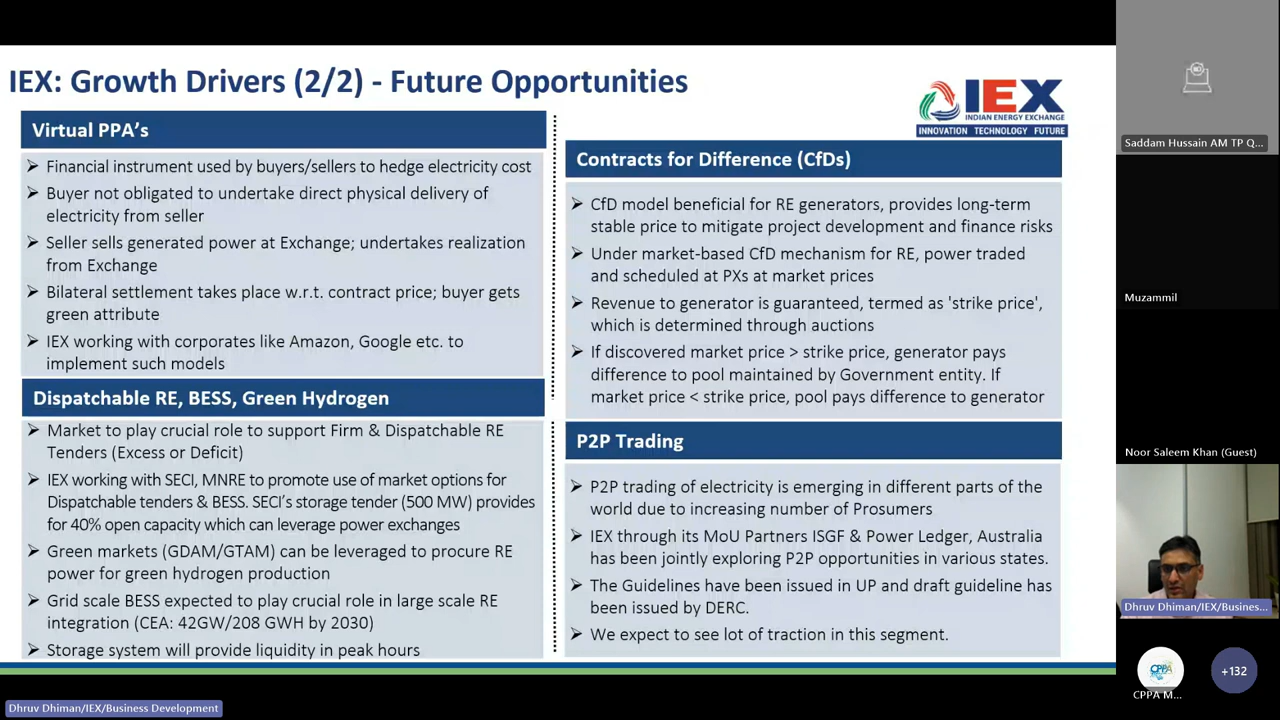 IEX: Growth Drivers (2/2) - Future Opportunities
IEX
INDIAN ENERGY EXCHANGE
INNOVATION TECHNOLOGY FUTURE
Virtual PPA's
➢ Financial instrument used by buyers/sellers to hedge electricity cost
➢ Buyer not obligated to undertake direct physical delivery of
electricity from seller
➢ Seller sells generated power at Exchange; undertakes realization
from Exchange
➢ Bilateral settlement takes place w.r.t. contract price; buyer gets
green attribute
➢ IEX working with corporates like Amazon, Google etc. to
implement such models
Dispatchable RE, BESS, Green Hydrogen
➢ Market to play crucial role to support Firm & Dispatchable RE
Tenders (Excess or Deficit)
➢ IEX working with SECI, MNRE to promote use of market options for
Dispatchable tenders & BESS. SECI's storage tender (500 MW) provides
for 40% open capacity which can leverage power exchanges
➢ Green markets (GDAM/GTAM) can be leveraged to procure RE
power for green hydrogen production
➢ Grid scale BESS expected to play crucial role in large scale RE
integration (CEA: 42GW/208 GWH by 2030)
➢ Storage system will provide liquidity in peak hours
Contracts for Difference (CfDs)
➢ CfD model beneficial for RE generators, provides long-term
stable price to mitigate project development and finance risks
➢ Under market-based CfD mechanism for RE, power traded
and scheduled at PXs at market prices
➢ Revenue to generator is guaranteed, termed as 'strike price',
which is determined through auctions
➢ If discovered market price > strike price, generator pays
difference to pool maintained by Government entity. If
market price < strike price, pool pays difference to generator
P2P Trading
➢ P2P trading of electricity is emerging in different parts of the
world due to increasing number of Prosumers
➢ IEX through its MoU Partners ISGF & Power Ledger, Australia
has been jointly exploring P2P opportunities in various states.
➢ The Guidelines have been issued in UP and draft guideline has
been issued by DERC.
➢ We expect to see lot of traction in this segment.
Saddam Hussain AM TP Q...
Muzammil
Noor Saleem Khan (Guest)
Dhruv Dhiman/IEX/Busines...
CPPA
CPPA M...
+132
Dhruv Dhiman/IEX/Business Development